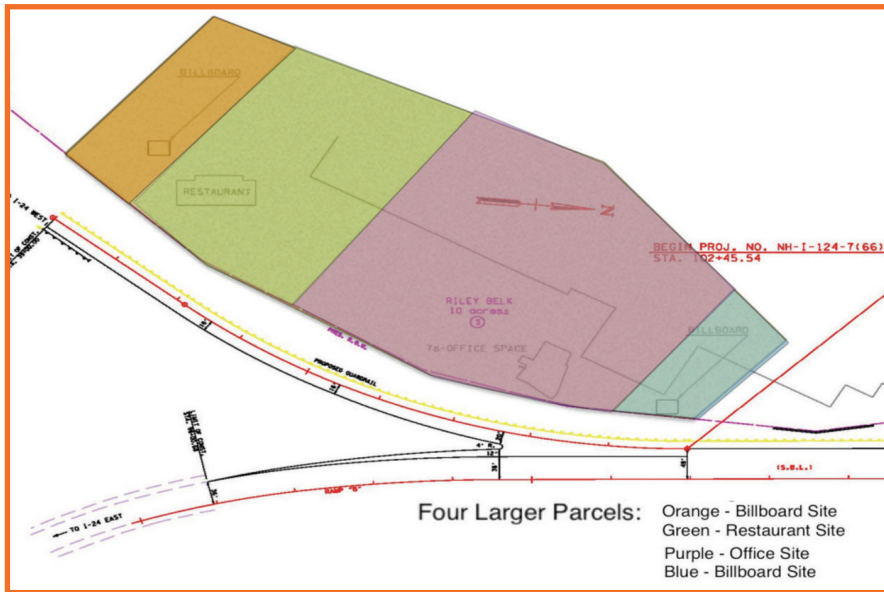 BILLBOARD
RESTAURANT
N
BEGIN PROJ. NO. NH-I-124-7(66)
STA. 102+45.54
RILEY BELK
10 acres
3
7a-OFFICE SPACE
BILLBOARD
PROPOSED GUARDRAIL
(S.B.L.)
RAMP "B"
TO I-24 EAST
Four Larger Parcels:
Orange - Billboard Site
Green - Restaurant Site
Purple - Office Site
Blue - Billboard Site